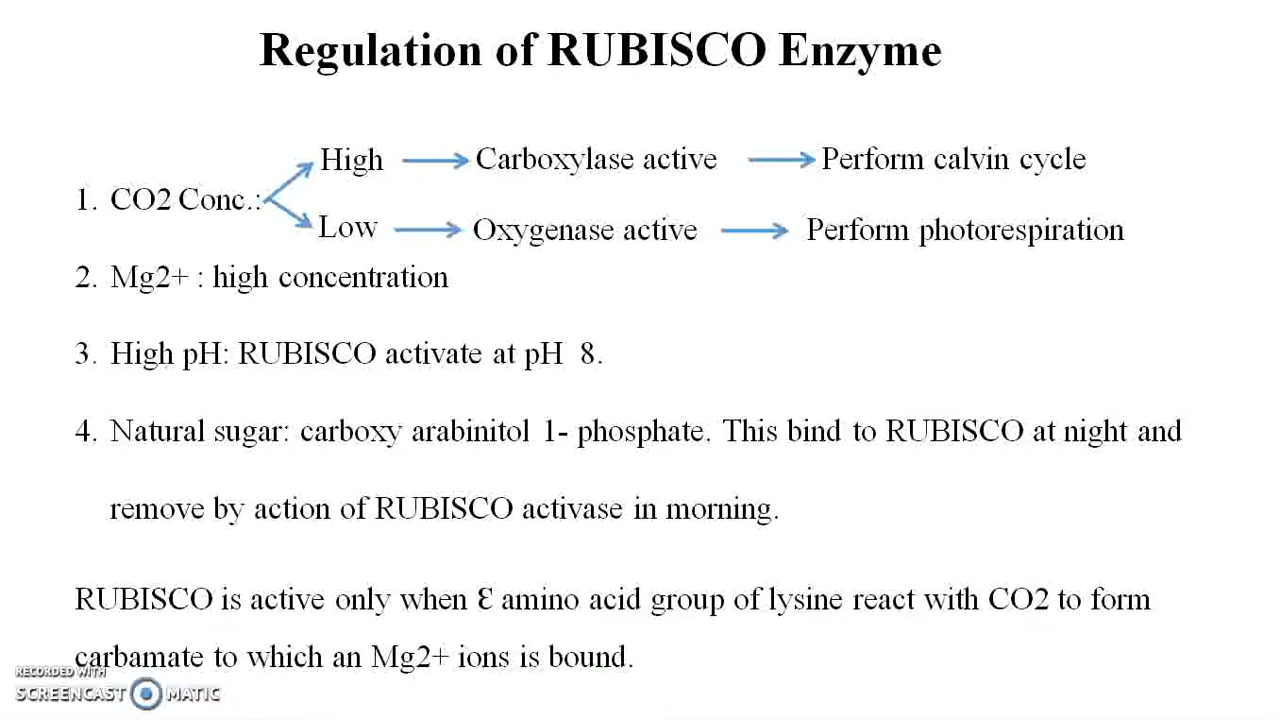 Regulation of RUBISCO Enzyme
High Carboxylase active Perform calvin cycle
1. CO2 Conc.:
Low Oxygenase active Perform photorespiration
2. Mg2+ : high concentration
3. High pH: RUBISCO activate at pH 8.
4. Natural sugar: carboxy arabinitol 1- phosphate. This bind to RUBISCO at night and
remove by action of RUBISCO activase in morning.
RUBISCO is active only when Ɛ amino acid group of lysine react with CO2 to form
carbamate to which an Mg2+ ions is bound.
RECORDED WITH
SCREENCAST MATIC